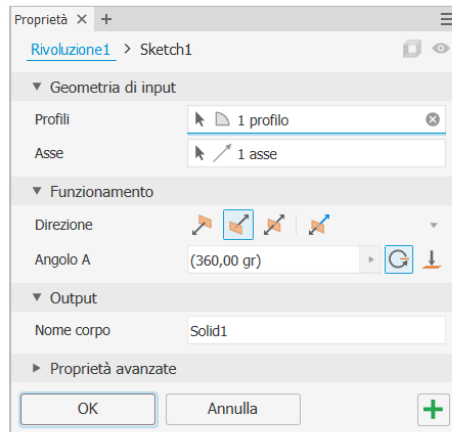 Proprietà × +
Rivoluzione1 > Sketch1
Geometria di input
Profili 1 profilo
Asse 1 asse
Funzionamento
Direzione
Angolo A (360,00 gr)
Output
Nome corpo Solid1
Proprietà avanzate
OK Annulla